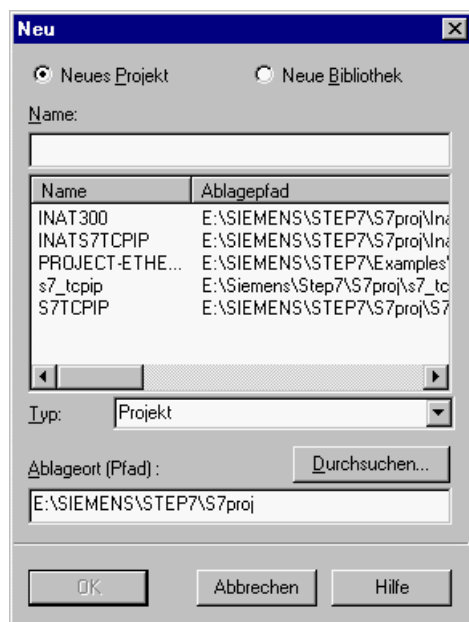 Neu
Neues Projekt Neue Bibliothek
Name:
Name Ablagepfad
INAT300 E:\SIEMENS\STEP7\S7proj\Ina
INATS7TCPIP E:\SIEMENS\STEP7\S7proj\Ina
PROJECT-ETHE... E:\SIEMENS\STEP7\Examples\
s7_tcpip E:\Siemens\Step7\S7proj\s7_tc
S7TCPIP E:\SIEMENS\STEP7\S7proj\S7
Typ: Projekt
Ablageort (Pfad) : Durchsuchen...
E:\SIEMENS\STEP7\S7proj
OK Abbrechen Hilfe